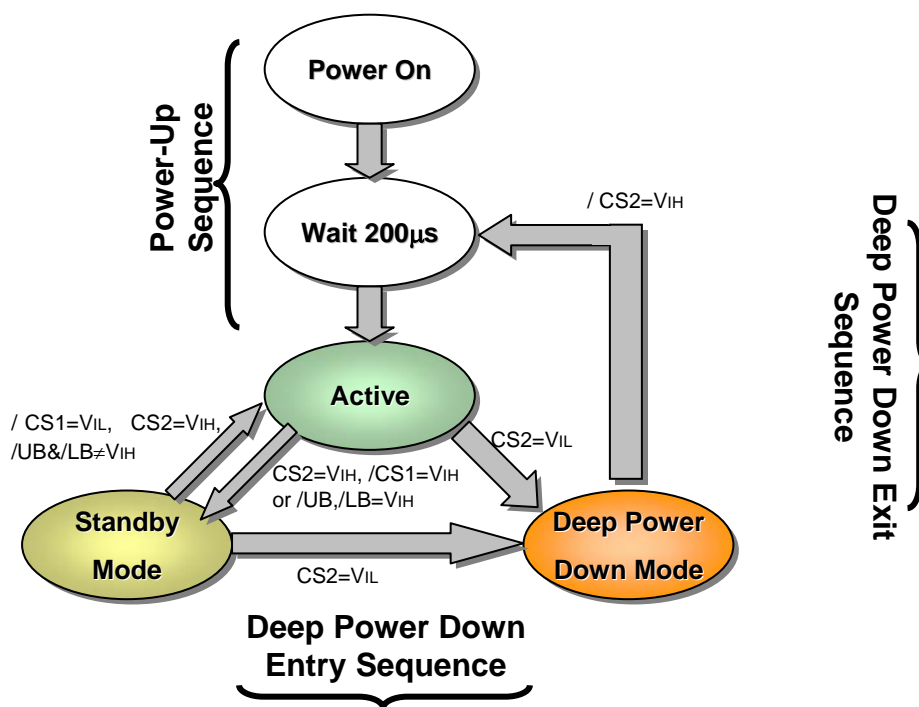 Power On
Power-Up
Sequence
Wait 200μs
/ CS2=VIH
Deep Power Down Exit
Sequence
Active
/ CS1=VIL, CS2=VIH,
/UB&/LB≠VIH
CS2=VIH, /CS1=VIH
or /UB,/LB=VIH
CS2=VIL
Standby
Mode
Deep Power
Down Mode
CS2=VIL
Deep Power Down
Entry Sequence